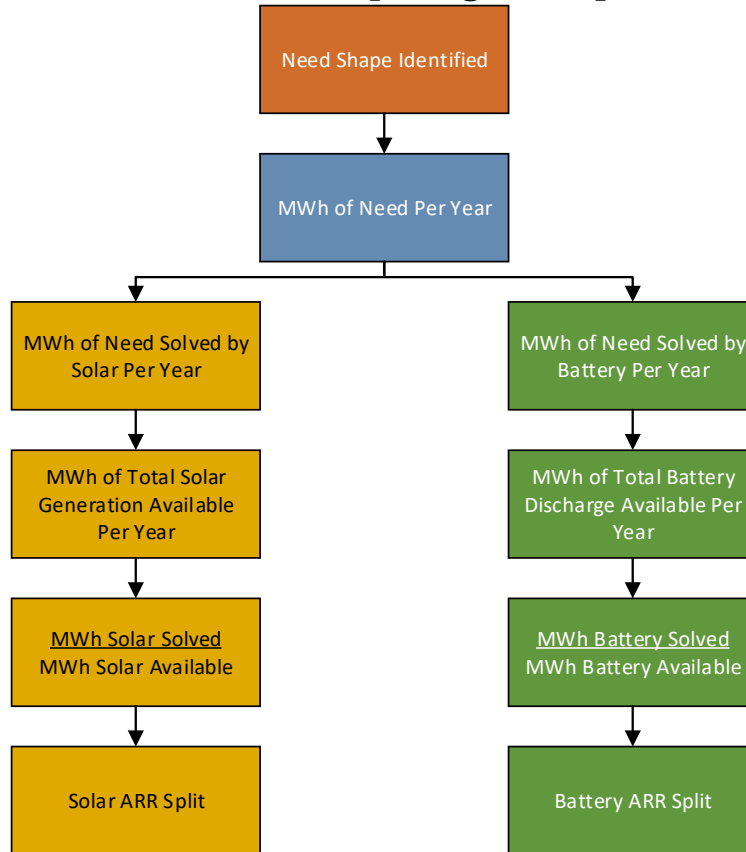 Need Shape Identified
MWh of Need Per Year
MWh of Need Solved by
Solar Per Year
MWh of Need Solved by
Battery Per Year
MWh of Total Solar
Generation Available
Per Year
MWh of Total Battery
Discharge Available Per
Year
MWh Solar Solved
MWh Solar Available
MWh Battery Solved
MWh Battery Available
Solar ARR Split
Battery ARR Split